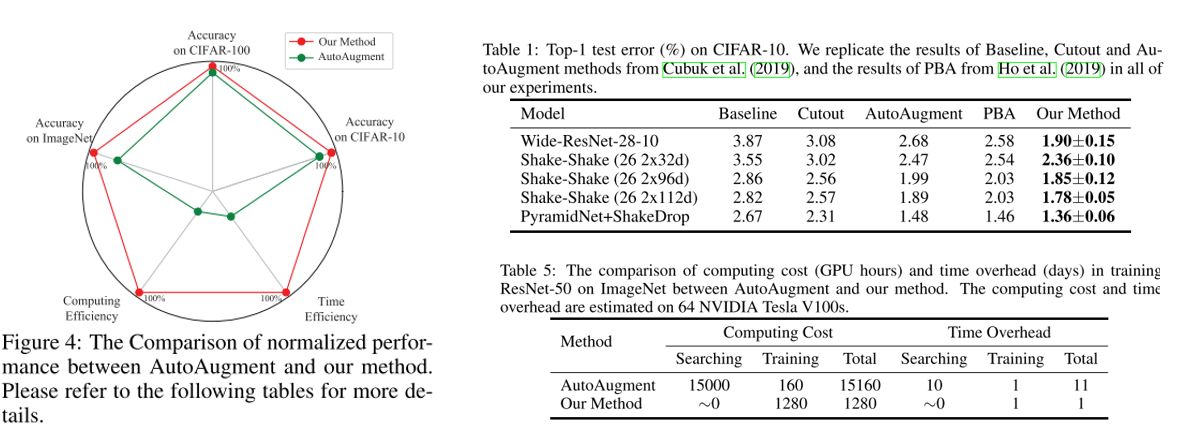 Accuracy
on CIFAR-100
Our Method
AutoAugment
100%
Accuracy
on ImageNet
100%
Accuracy
on CIFAR-10
100%
Computing
Efficiency
100%
100%
Time
Efficiency
Figure 4: The Comparison of normalized perfor-
mance between AutoAugment and our method.
Please refer to the following tables for more de-
tails.
Table 1: Top-1 test error (%) on CIFAR-10. We replicate the results of Baseline, Cutout and Au-
toAugment methods from Cubuk et al. (2019), and the results of PBA from Ho et al. (2019) in all of
our experiments.
Model Baseline Cutout AutoAugment PBA Our Method
Wide-ResNet-28-10 3.87 3.08 2.68 2.58 1.90±0.15
Shake-Shake (26 2x32d) 3.55 3.02 2.47 2.54 2.36±0.10
Shake-Shake (26 2x96d) 2.86 2.56 1.99 2.03 1.85±0.12
Shake-Shake (26 2x112d) 2.82 2.57 1.89 2.03 1.78±0.05
PyramidNet+ShakeDrop 2.67 2.31 1.48 1.46 1.36±0.06
Table 5: The comparison of computing cost (GPU hours) and time overhead (days) in training
ResNet-50 on ImageNet between AutoAugment and our method. The computing cost and time
overhead are estimated on 64 NVIDIA Tesla V100s.
Method Computing Cost Time Overhead
Searching Training Total Searching Training Total
AutoAugment 15000 160 15160 10 1 11
Our Method ∼0 1280 1280 ∼0 1 1